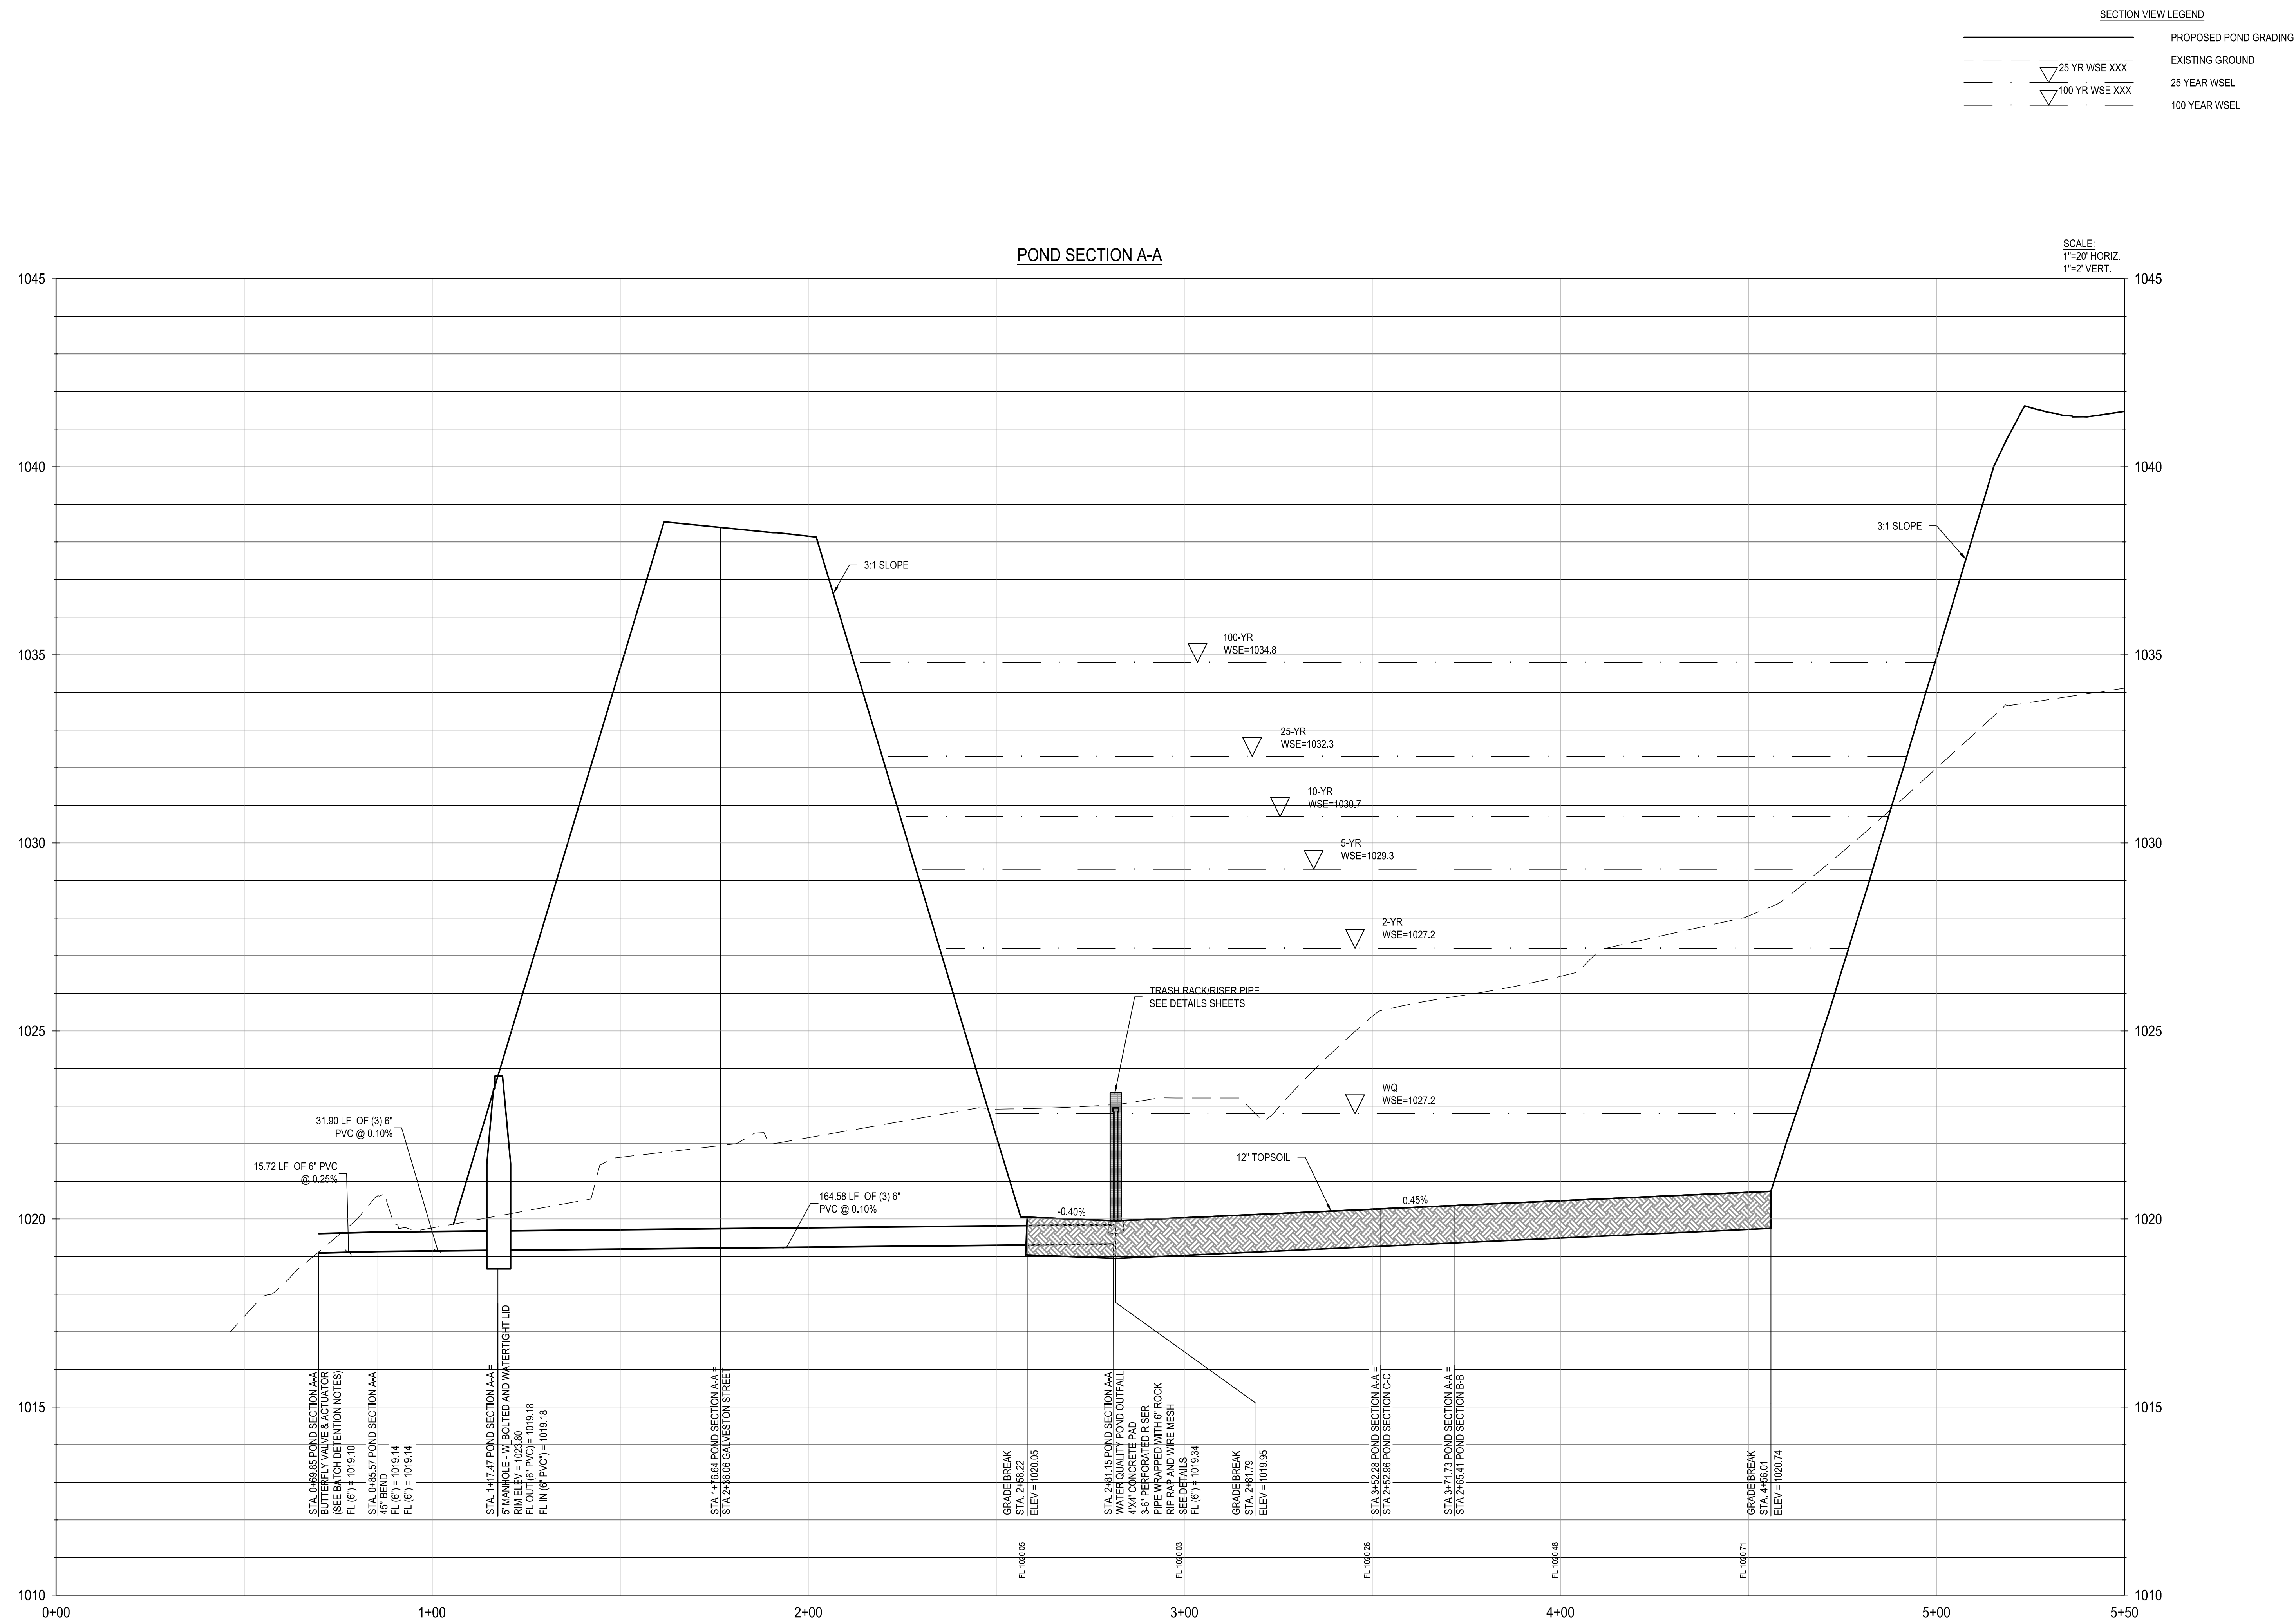 SECTION VIEW LEGEND
PROPOSED POND GRADING
EXISTING GROUND
25 YR WSE XXX
25 YEAR WSEL
100 YR WSE XXX
100 YEAR WSEL
POND SECTION A-A
SCALE:
1"=20' HORIZ.
1"=2' VERT.
1045
1045
1040
1040
3:1 SLOPE
3:1 SLOPE
100-YR
WSE=1034.8
1035
1035
25-YR
WSE=1032.3
10-YR
WSE=1030.7
1030
1030
5-YR
WSE=1029.3
2-YR
WSE=1027.2
TRASH RACK/RISER PIPE
SEE DETAILS SHEETS
1025
1025
WQ
WSE=1027.2
31.90 LF OF (3) 6"
PVC @ 0.10%
15.72 LF OF 6" PVC
@ 0.25%
12" TOPSOIL
164.58 LF OF (3) 6"
PVC @ 0.10%
-0.40%
0.45%
1020
1020
STA. 0+69.85 POND SECTION A-A
BUTTERFLY VALVE & ACTUATOR
(SEE BATCH DETENTION NOTES)
FL (6") = 1019.10
STA. 0+85.57 POND SECTION A-A
45° BEND
FL (6") = 1019.14
FL (6") = 1019.14
STA. 1+17.47 POND SECTION A-A =
5' MANHOLE - W_BOLTED AND WATERTIGHT LID
RIM ELEV = 1023.80
FL OUT (6" PVC) = 1019.18
FL IN (6" PVC") = 1019.18
STA 1+76.64 POND SECTION A-A =
STA 2+36.06 GALVESTON STREET
GRADE BREAK
STA. 2+58.22
ELEV = 1020.05
STA. 2+81.15 POND SECTION A-A
WATER QUALITY POND OUTFALL
4'X4' CONCRETE PAD
3-6" PERFORATED RISER
PIPE WRAPPED WITH 6" ROCK
RIP RAP AND WIRE MESH
SEE DETAILS
FL (6") = 1019.34
GRADE BREAK
STA. 2+81.79
ELEV = 1019.95
STA 3+52.28 POND SECTION A-A =
STA 2+52.96 POND SECTION C-C
STA 3+71.73 POND SECTION A-A =
STA 2+65.41 POND SECTION B-B
GRADE BREAK
STA. 4+56.01
ELEV = 1020.74
1015
1015
FL 1020.05
FL 1020.03
FL 1020.26
FL 1020.48
FL 1020.71
1010
1010
0+00
1+00
2+00
3+00
4+00
5+00
5+50